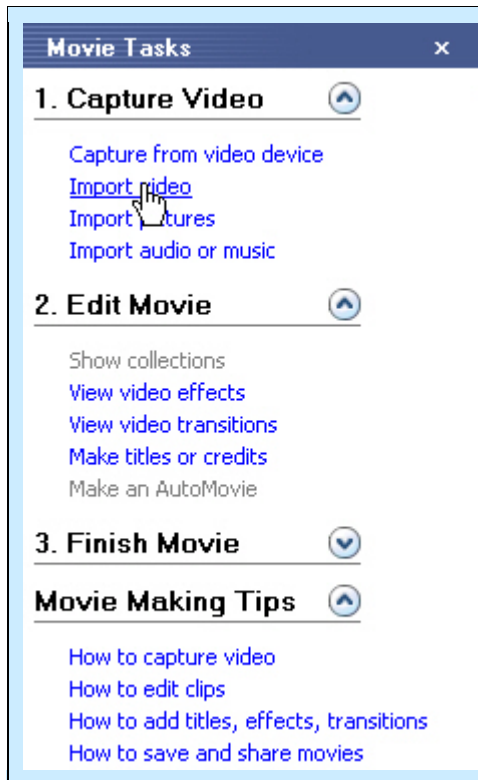 Movie Tasks
1. Capture Video
Capture from video device
Import video
Import pictures
Import audio or music
2. Edit Movie
Show collections
View video effects
View video transitions
Make titles or credits
Make an AutoMovie
3. Finish Movie
Movie Making Tips
How to capture video
How to edit clips
How to add titles, effects, transitions
How to save and share movies